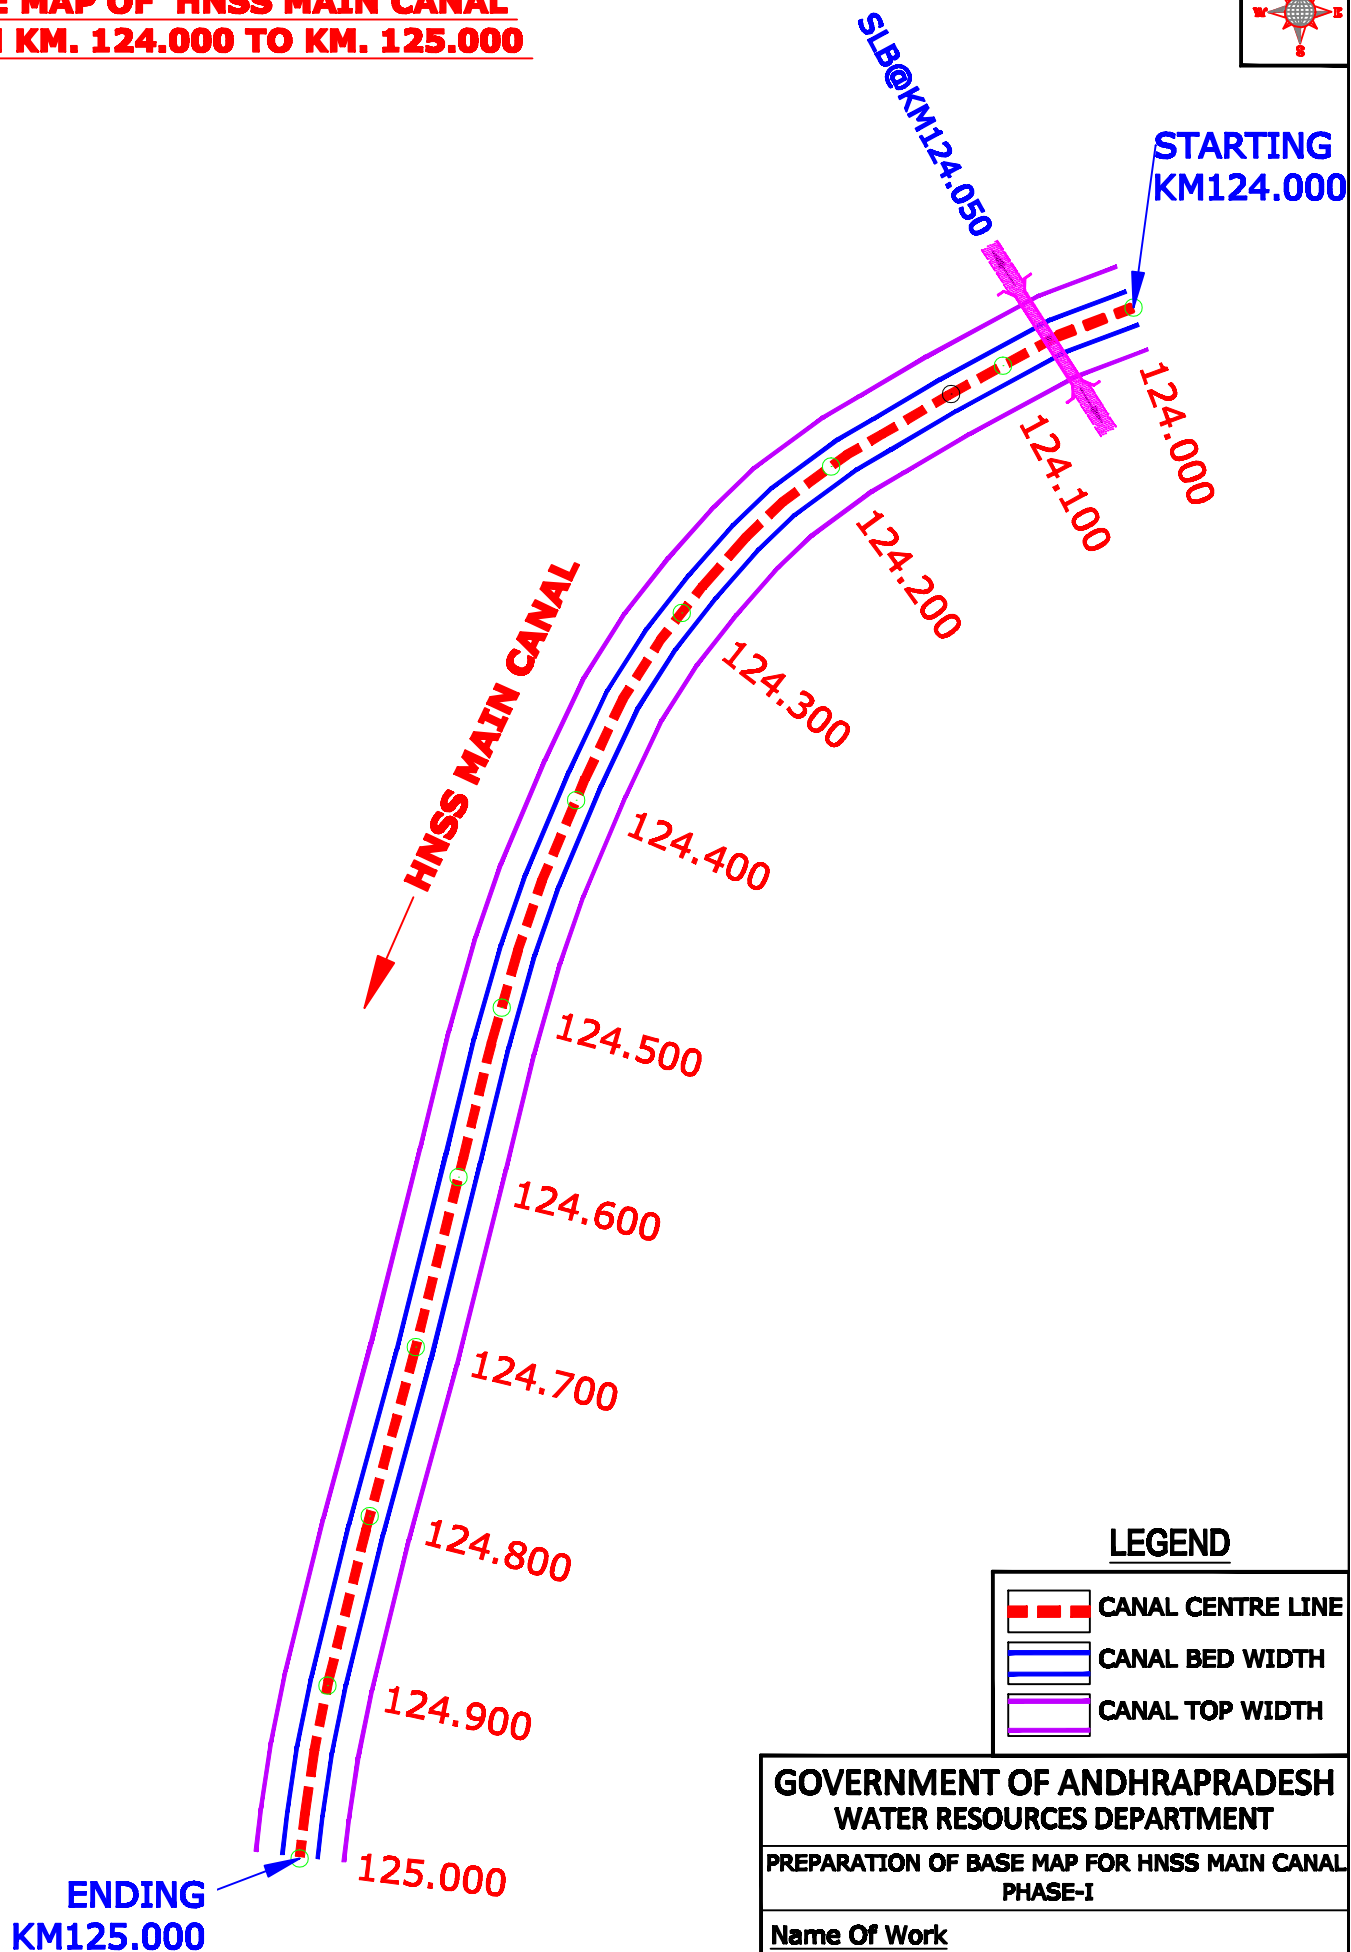 MAP OF HNSS MAIN CANAL
KM. 124.000 TO KM. 125.000
W E
S
SLB@KM124.050
STARTING
KM124.000
124.000
124.100
124.200
124.300
HNSS MAIN CANAL
124.400
124.500
124.600
124.700
124.800
124.900
125.000
ENDING
KM125.000
LEGEND
CANAL CENTRE LINE
CANAL BED WIDTH
CANAL TOP WIDTH
GOVERNMENT OF ANDHRAPRADESH
WATER RESOURCES DEPARTMENT
PREPARATION OF BASE MAP FOR HNSS MAIN CANAL
PHASE-I
Name Of Work